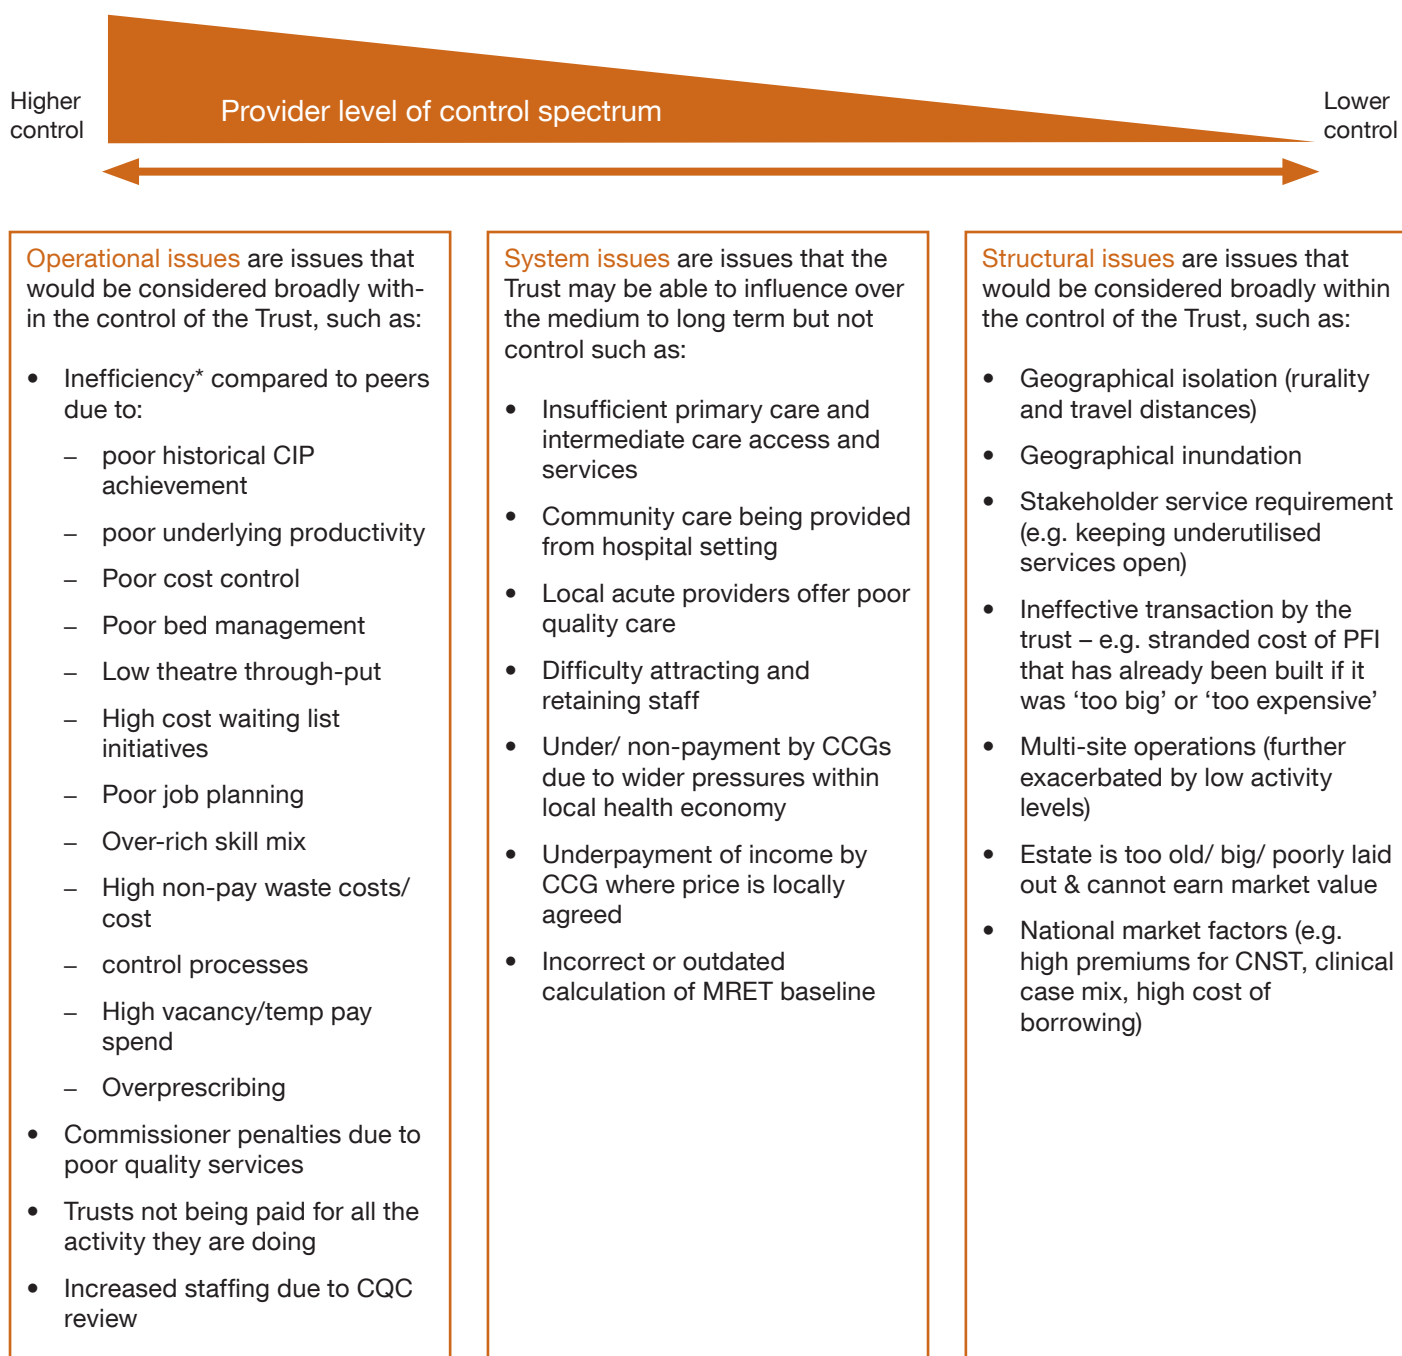 Higher
control
Provider level of control spectrum
Lower
control
Operational issues are issues that
would be considered broadly with-
in the control of the Trust, such as:
• Inefficiency* compared to peers
due to:
– poor historical CIP
achievement
– poor underlying productivity
– Poor cost control
– Poor bed management
– Low theatre through-put
– High cost waiting list
initiatives
– Poor job planning
– Over-rich skill mix
– High non-pay waste costs/
cost
– control processes
– High vacancy/temp pay
spend
– Overprescribing
• Commissioner penalties due to
poor quality services
• Trusts not being paid for all the
activity they are doing
• Increased staffing due to CQC
review
System issues are issues that the
Trust may be able to influence over
the medium to long term but not
control such as:
• Insufficient primary care and
intermediate care access and
services
• Community care being provided
from hospital setting
• Local acute providers offer poor
quality care
• Difficulty attracting and
retaining staff
• Under/ non-payment by CCGs
due to wider pressures within
local health economy
• Underpayment of income by
CCG where price is locally
agreed
• Incorrect or outdated
calculation of MRET baseline
Structural issues are issues that
would be considered broadly within
the control of the Trust, such as:
• Geographical isolation (rurality
and travel distances)
• Geographical inundation
• Stakeholder service requirement
(e.g. keeping underutilised
services open)
• Ineffective transaction by the
trust – e.g. stranded cost of PFI
that has already been built if it
was ‘too big’ or ‘too expensive’
• Multi-site operations (further
exacerbated by low activity
levels)
• Estate is too old/ big/ poorly laid
out & cannot earn market value
• National market factors (e.g.
high premiums for CNST, clinical
case mix, high cost of
borrowing)